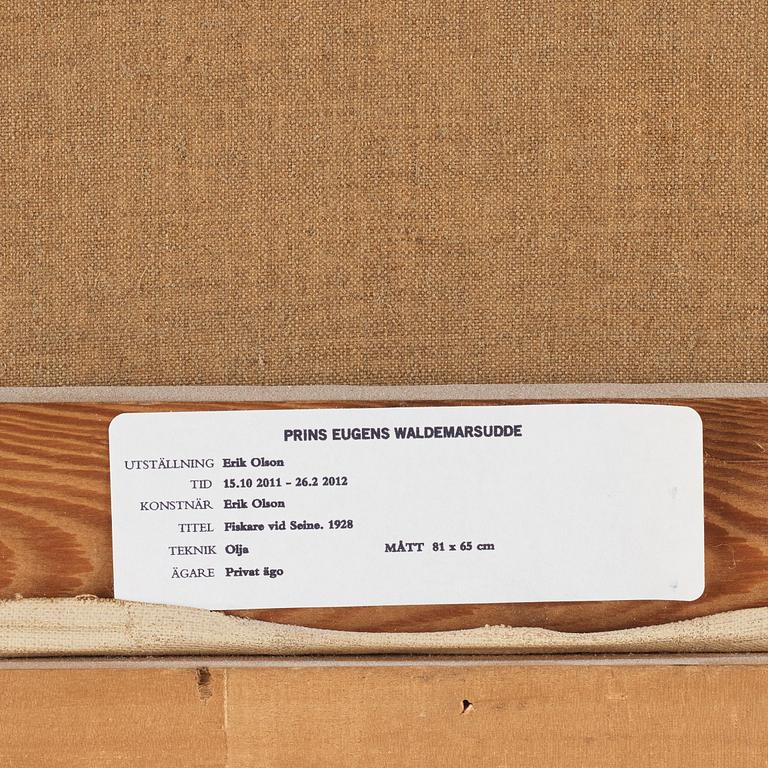 PRINS EUGENS WALDEMARSUDDE
UTSTÄLLNING Erik Olson
TID 15.10 2011 - 26.2 2012
KONSTNÄR Erik Olson
TITEL Fiskare vid Seine. 1928
TEKNIK Olja MÅTT 81 x 65 cm
ÄGARE Privat ägo